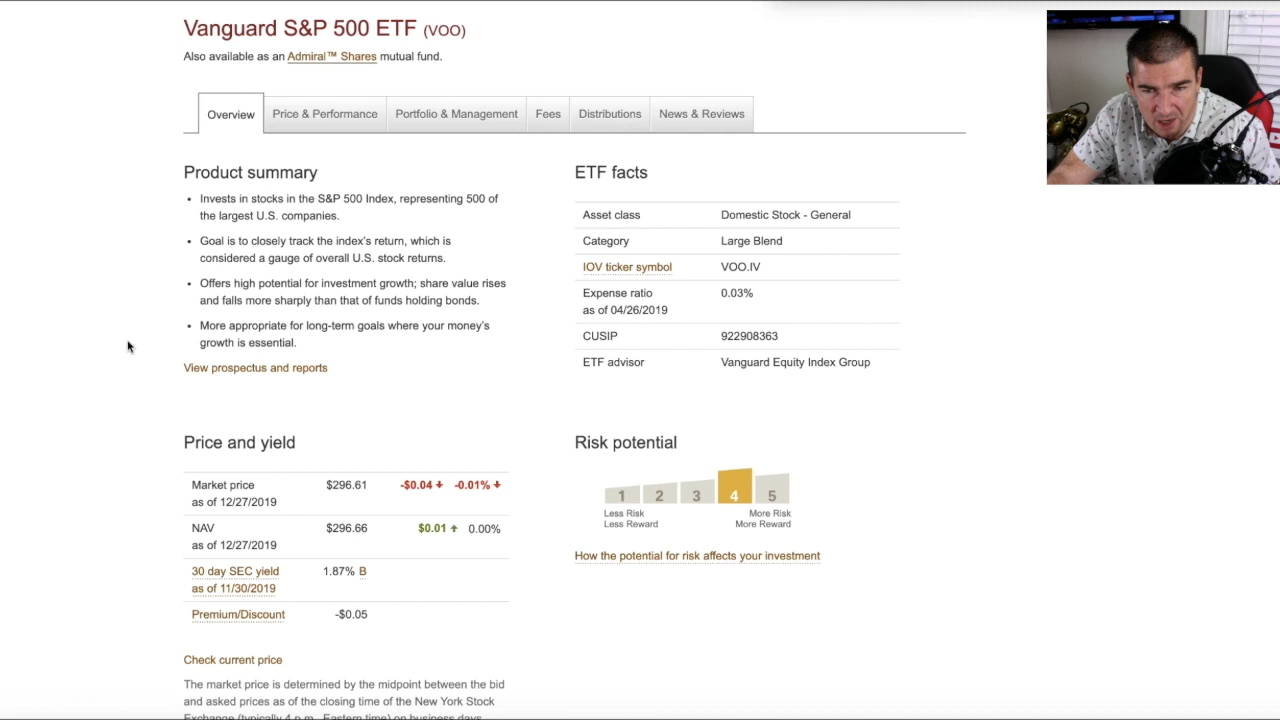 Vanguard S&P 500 ETF (VOO)
Also available as an Admiral™ Shares mutual fund.
Overview
Price & Performance
Portfolio & Management
Fees
Distributions
News & Reviews
Product summary
Invests in stocks in the S&P 500 Index, representing 500 of
the largest U.S. companies.
Goal is to closely track the index's return, which is
considered a gauge of overall U.S. stock returns.
Offers high potential for investment growth; share value rises
and falls more sharply than that of funds holding bonds.
More appropriate for long-term goals where your money's
growth is essential.
View prospectus and reports
ETF facts
Asset class Domestic Stock - General
Category Large Blend
IOV ticker symbol VOO.IV
Expense ratio 0.03%
as of 04/26/2019
CUSIP 922908363
ETF advisor Vanguard Equity Index Group
Price and yield
Market price $296.61 -$0.04 -0.01%
as of 12/27/2019
NAV $296.66 $0.01 0.00%
as of 12/27/2019
30 day SEC yield 1.87% B
as of 11/30/2019
Premium/Discount -$0.05
Check current price
The market price is determined by the midpoint between the bid
and asked prices as of the closing time of the New York Stock
Exchange (typically 4 p.m., Eastern time) on business days.
Risk potential
1 2 3 4 5
Less Risk More Risk
Less Reward More Reward
How the potential for risk affects your investment